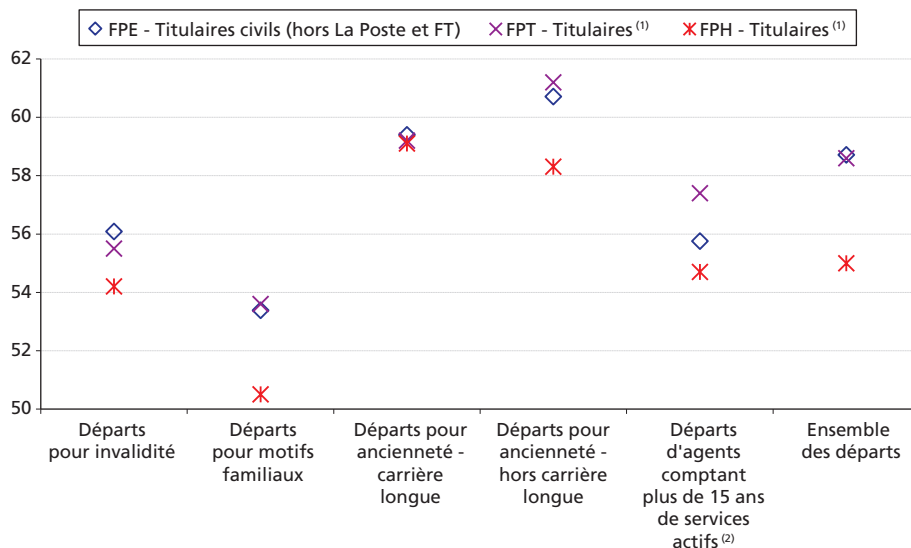 FPE - Titulaires civils (hors La Poste et FT) FPT - Titulaires (1) FPH - Titulaires (1)
62
60
58
56
54
52
50
Départs
pour invalidité
Départs
pour motifs
familiaux
Départs pour
ancienneté -
carrière
longue
Départs pour
ancienneté -
hors carrière
longue
Départs
d'agents
comptant
plus de 15 ans
de services
actifs (2)
Ensemble
des départs